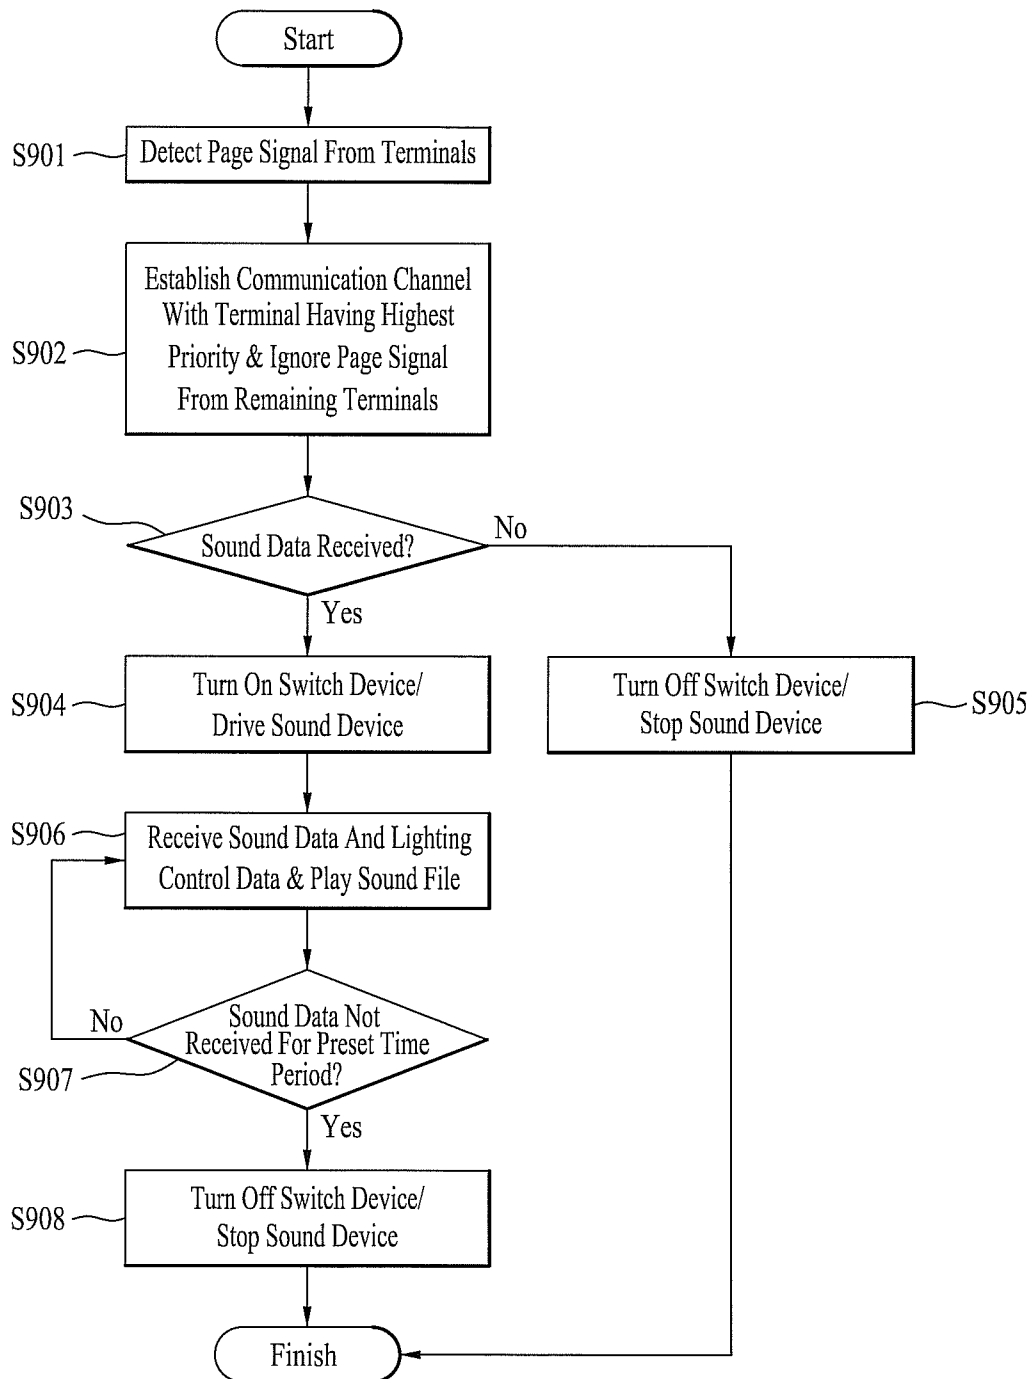 Start
S901
Detect Page Signal From Terminals
S902
Establish Communication Channel
With Terminal Having Highest
Priority & Ignore Page Signal
From Remaining Terminals
S903
Sound Data Received?
No
Yes
S904
Turn On Switch Device/
Drive Sound Device
Turn Off Switch Device/
Stop Sound Device
S905
S906
Receive Sound Data And Lighting
Control Data & Play Sound File
No
Sound Data Not
Received For Preset Time
Period?
S907
Yes
S908
Turn Off Switch Device/
Stop Sound Device
Finish